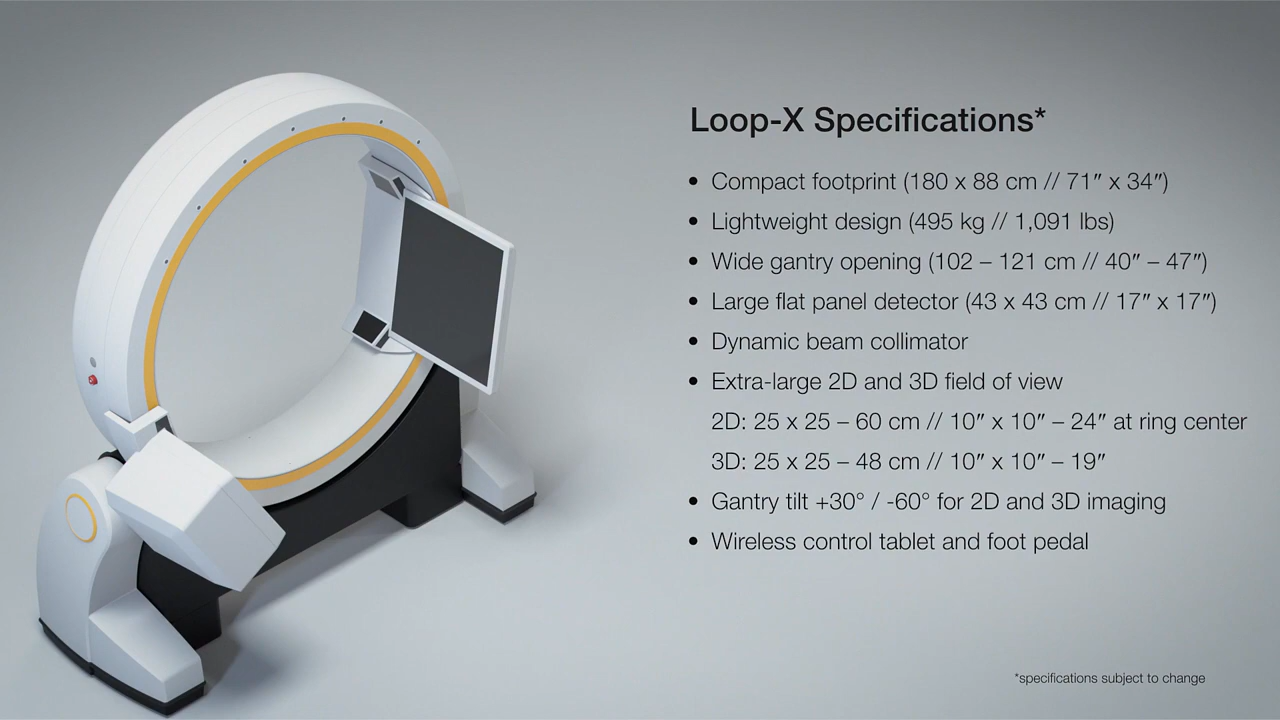 Loop-X Specifications*
• Compact footprint (180 x 88 cm // 71″ x 34″)
• Lightweight design (495 kg // 1,091 lbs)
• Wide gantry opening (102 – 121 cm // 40″ – 47″)
• Large flat panel detector (43 x 43 cm // 17″ x 17″)
• Dynamic beam collimator
• Extra-large 2D and 3D field of view
2D: 25 x 25 – 60 cm // 10″ x 10″ – 24″ at ring center
3D: 25 x 25 – 48 cm // 10″ x 10″ – 19″
• Gantry tilt +30° / -60° for 2D and 3D imaging
• Wireless control tablet and foot pedal
*specifications subject to change